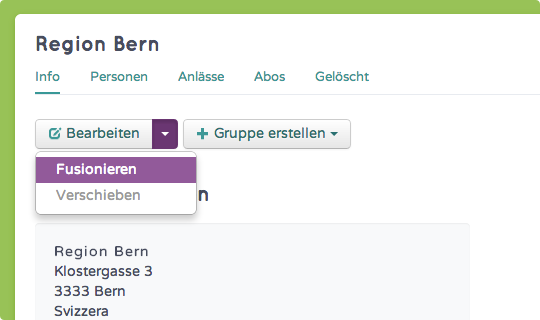 Region Bern
Info Personen Anlässe Abos Gelöscht
Bearbeiten Gruppe erstellen
Fusionieren
Verschieben
Region Bern
Klostergasse 3
3333 Bern
Svizzera